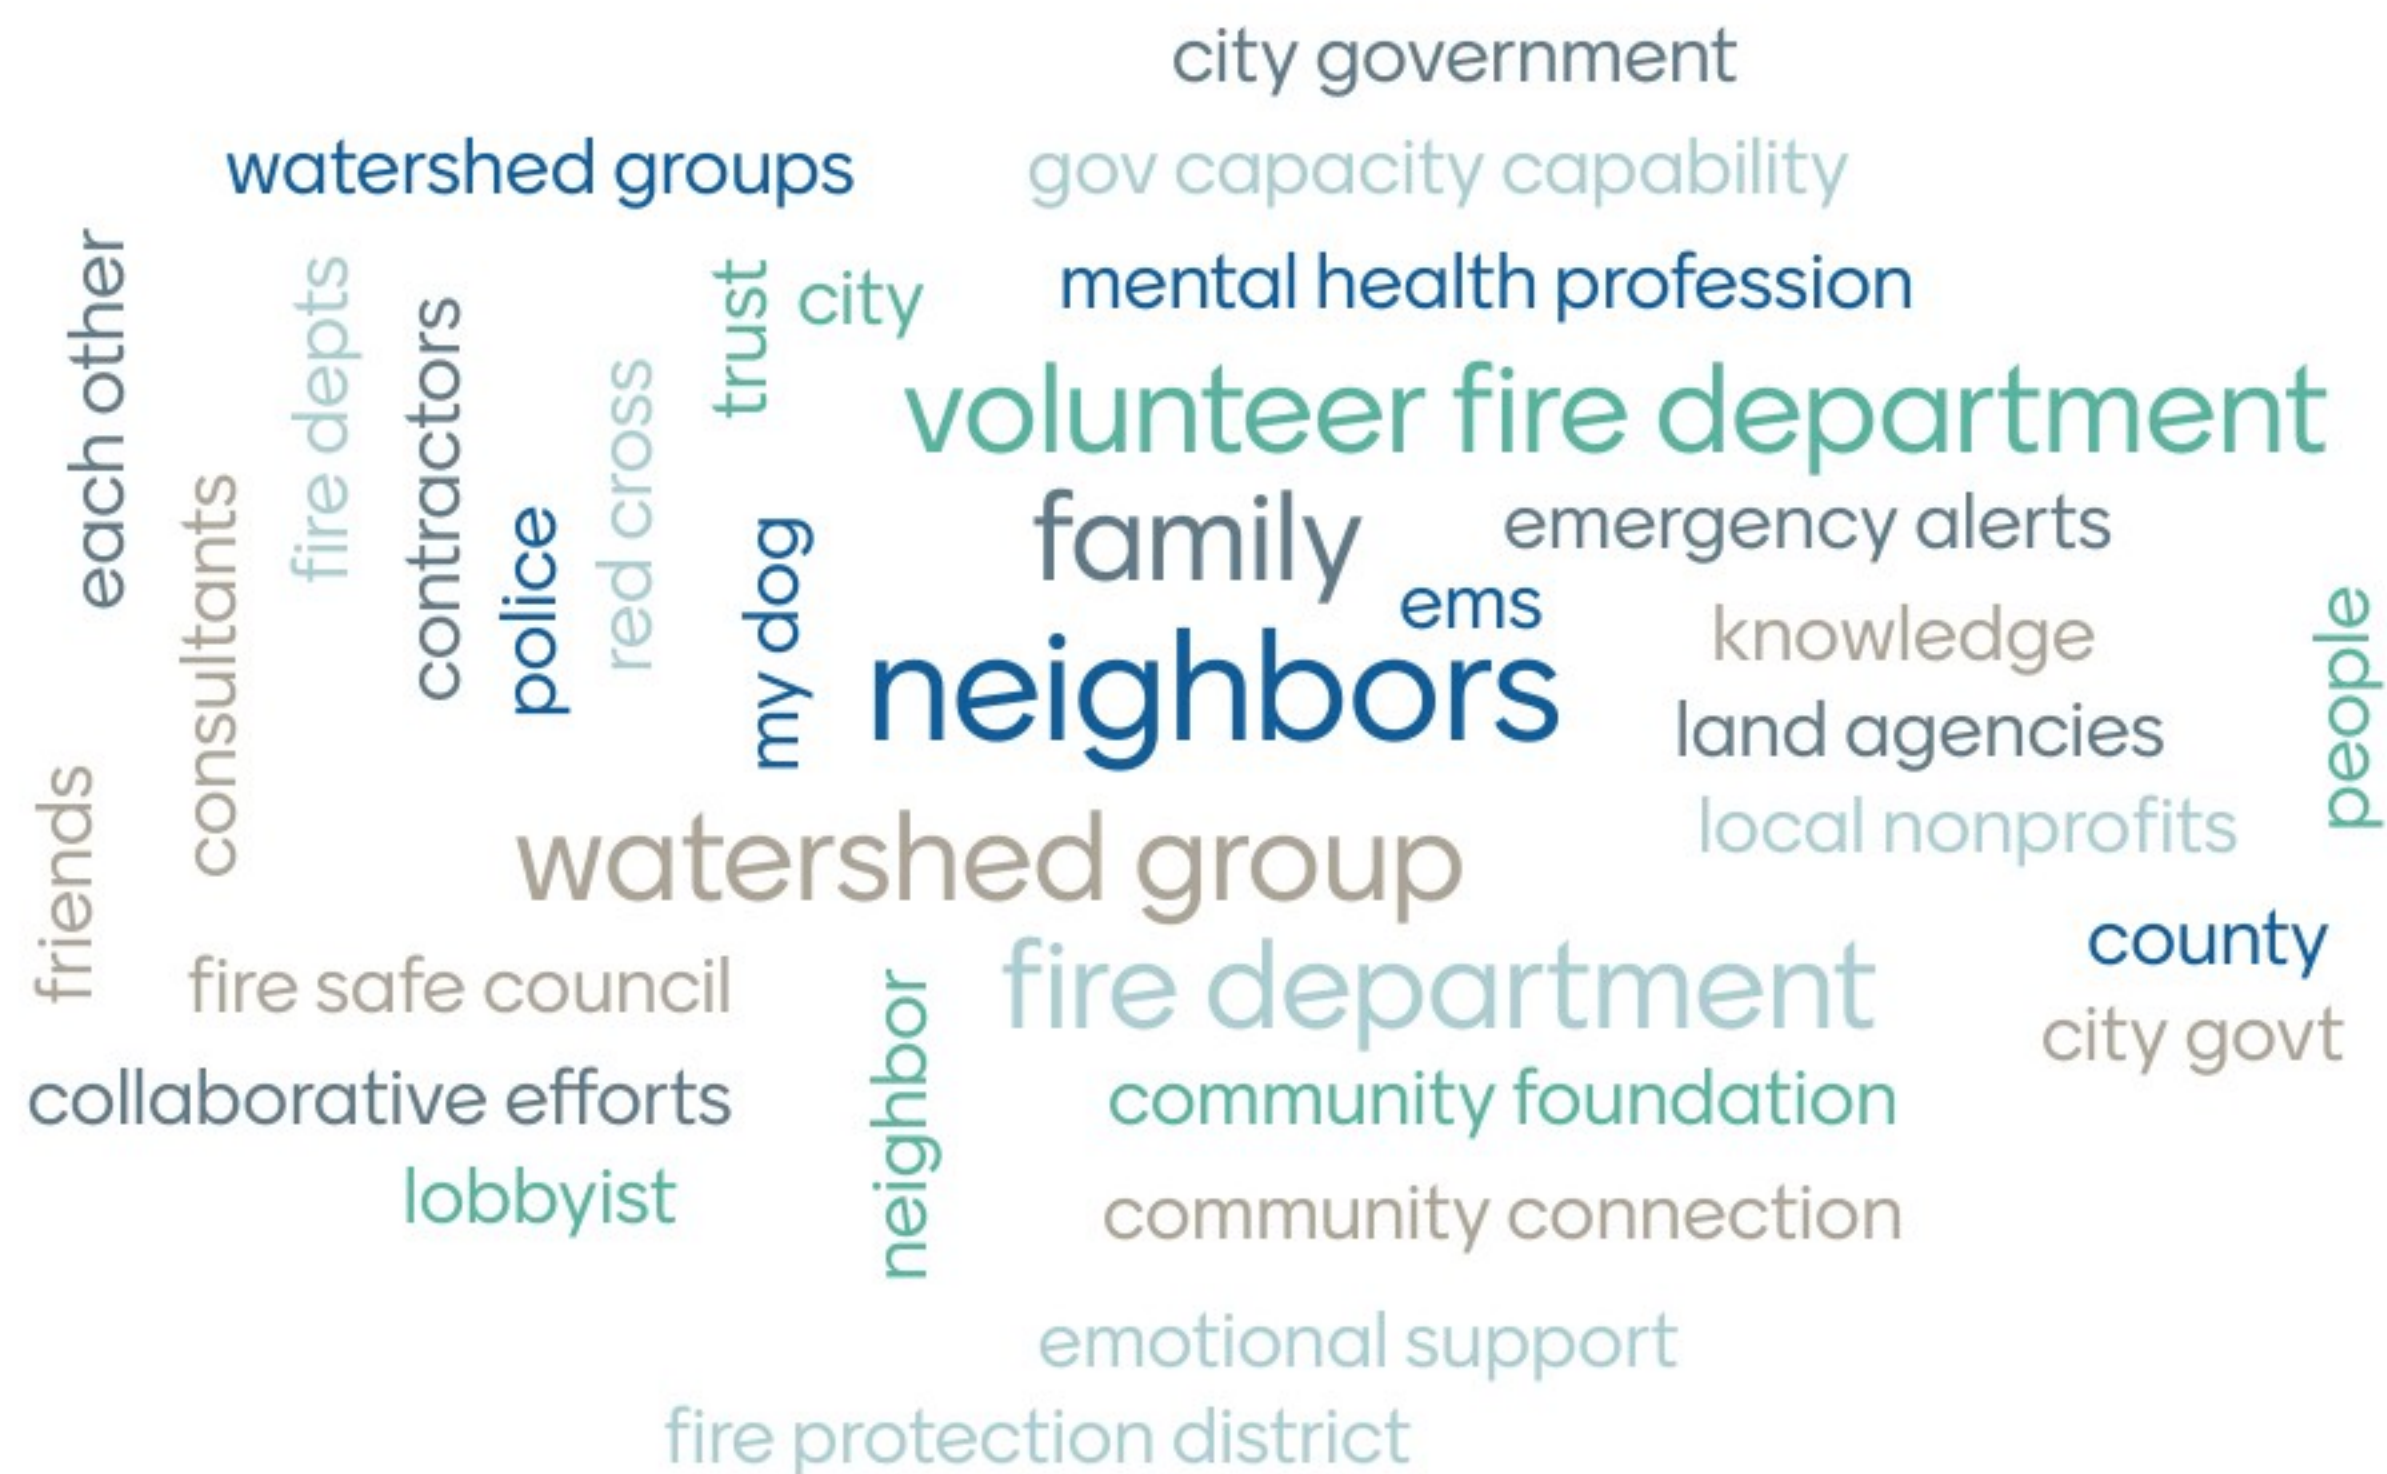 city government
watershed groups
gov capacity capability
each other
fire depts
contractors
trust
city
mental health profession
red cross
volunteer fire department
consultants
police
my dog
family
emergency alerts
ems
knowledge
people
neighbors
land agencies
friends
watershed group
local nonprofits
county
fire safe council
neighbor
fire department
city govt
collaborative efforts
community foundation
lobbyist
community connection
emotional support
fire protection district